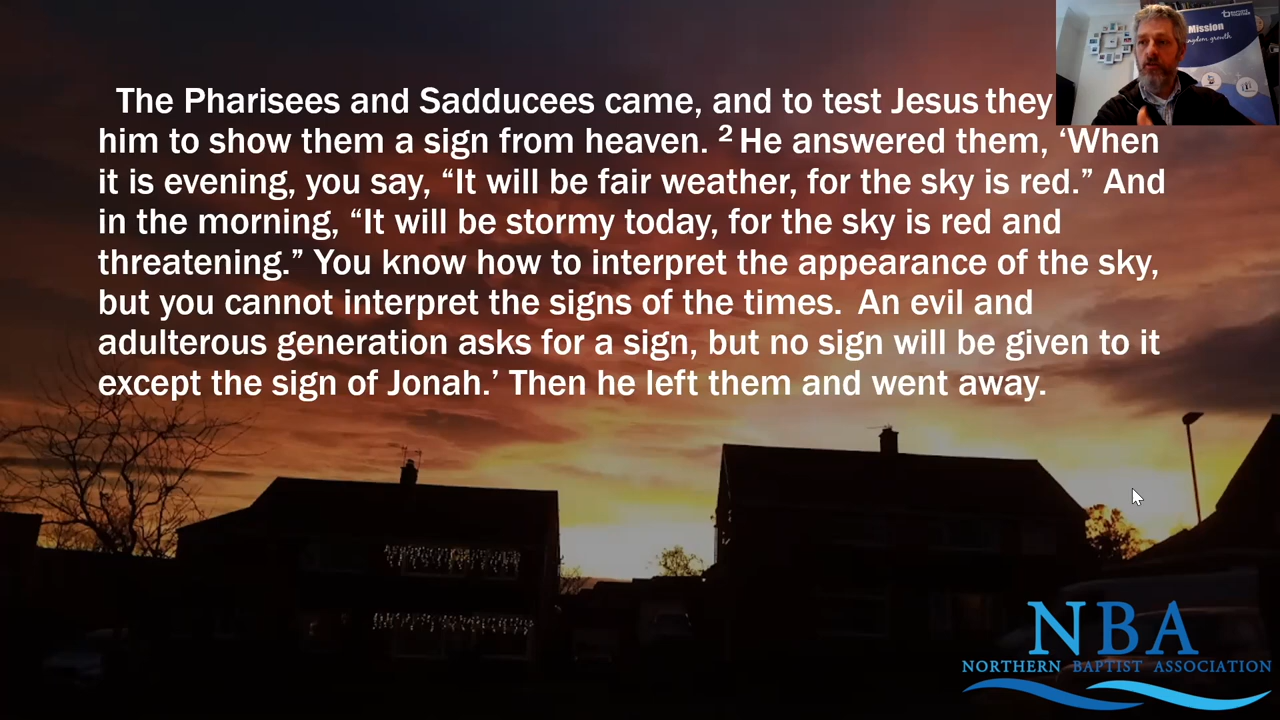 The Pharisees and Sadducees came, and to test Jesus they
him to show them a sign from heaven. ² He answered them, ‘When
it is evening, you say, “It will be fair weather, for the sky is red.” And
in the morning, “It will be stormy today, for the sky is red and
threatening.” You know how to interpret the appearance of the sky,
but you cannot interpret the signs of the times. An evil and
adulterous generation asks for a sign, but no sign will be given to it
except the sign of Jonah.’ Then he left them and went away.
Mission
growth
NBA
NORTHERN BAPTIST ASSOCIATION